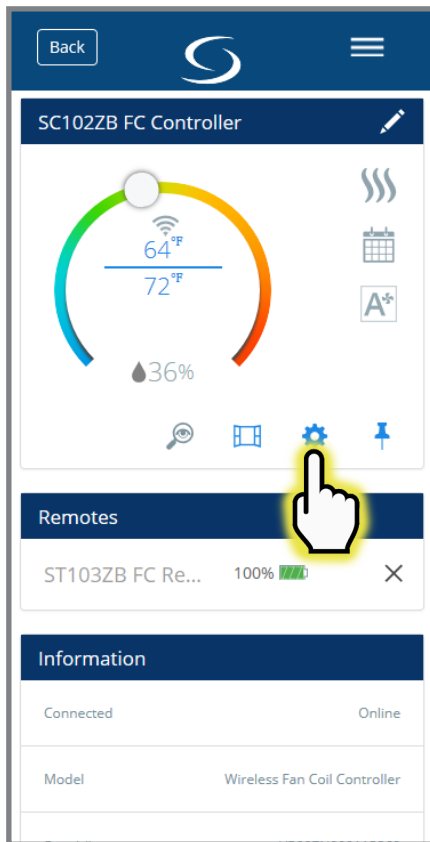 Back
SC102ZB FC Controller
64°F
72°F
A
36%
Remotes
ST103ZB FC Re... 100%
Information
Connected Online
Model Wireless Fan Coil Controller